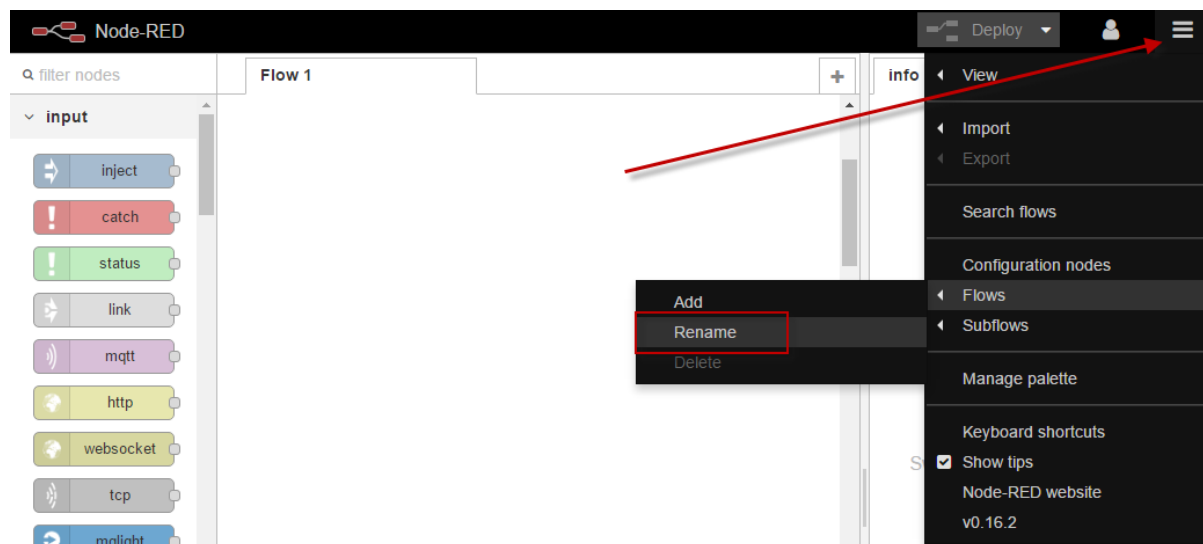 Node-RED
Deploy
filter nodes
Flow 1
+
info
View
input
Import
Export
inject
catch
Search flows
status
Configuration nodes
Add
Flows
link
Rename
Subflows
mqtt
Delete
Manage palette
http
Keyboard shortcuts
websocket
S
Show tips
tcp
Node-RED website
v0.16.2
mqlight